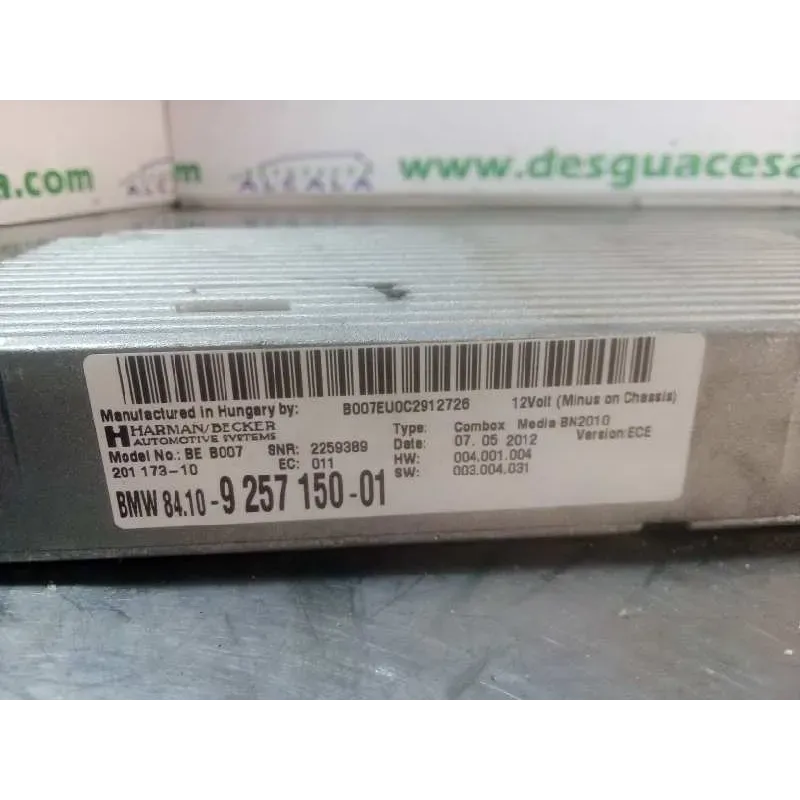 a.com
ALCALA
ALCALA
www.desguacesa
Manufactured in Hungary by:
B007EU0C2912726
12Volt (Minus on Chassis)
HARMAN/BECKER
AUTOMOTIVE SYSTEMS
Type: Combox Media BN2010
Model No.: BE B007
SNR: 2259389
Date: 07. 05 2012
Version:ECE
201 173-10
EC: 011
HW: 004.001.004
SW: 003.004.031
BMW 84.10-9 257 150-01